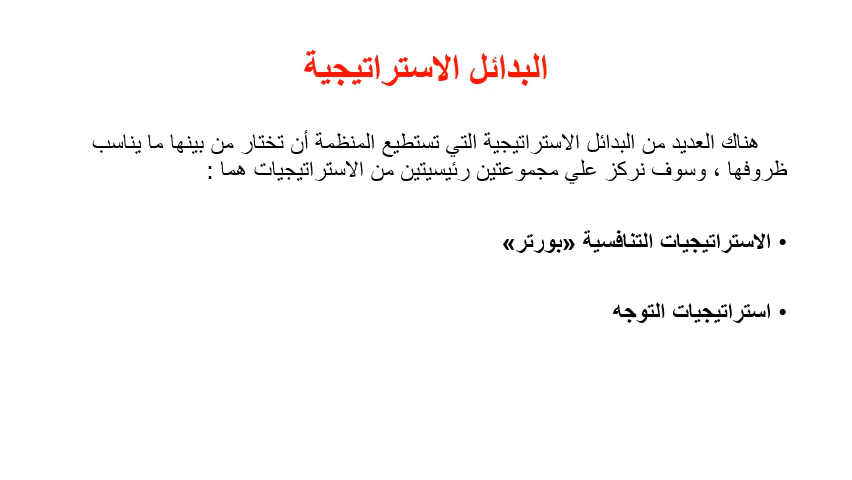 البدائل الاستراتيجية
هناك العديد من البدائل الاستراتيجية التي تستطيع المنظمة أن تختار من بينها ما يناسب
ظروفها ، وسوف نركز علي مجموعتين رئيسيتين من الاستراتيجيات هما :
• الاستراتيجيات التنافسية «بورتر»
• استراتيجيات التوجه